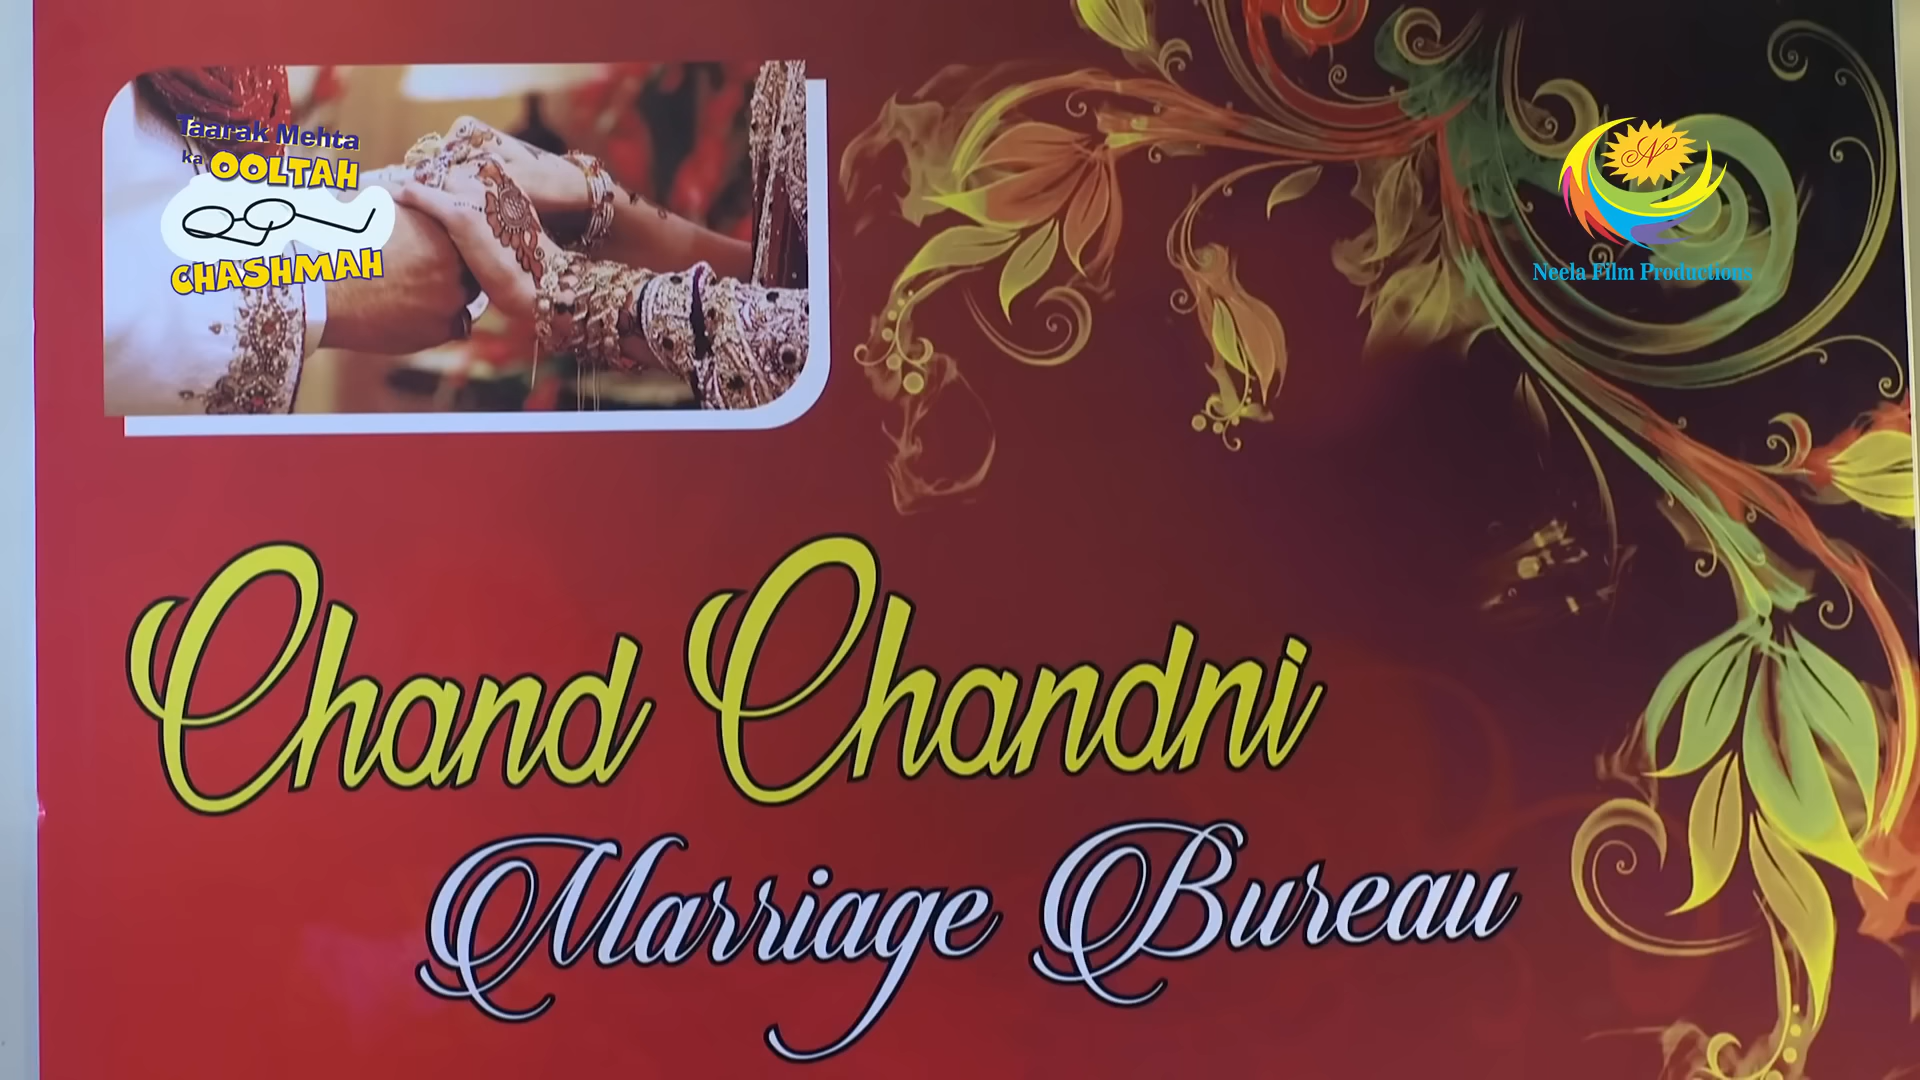 Taarak Mehta
ka OOLTAH
CHASHMAH
Neela Film Productions
Chand Chandni
Marriage Bureau